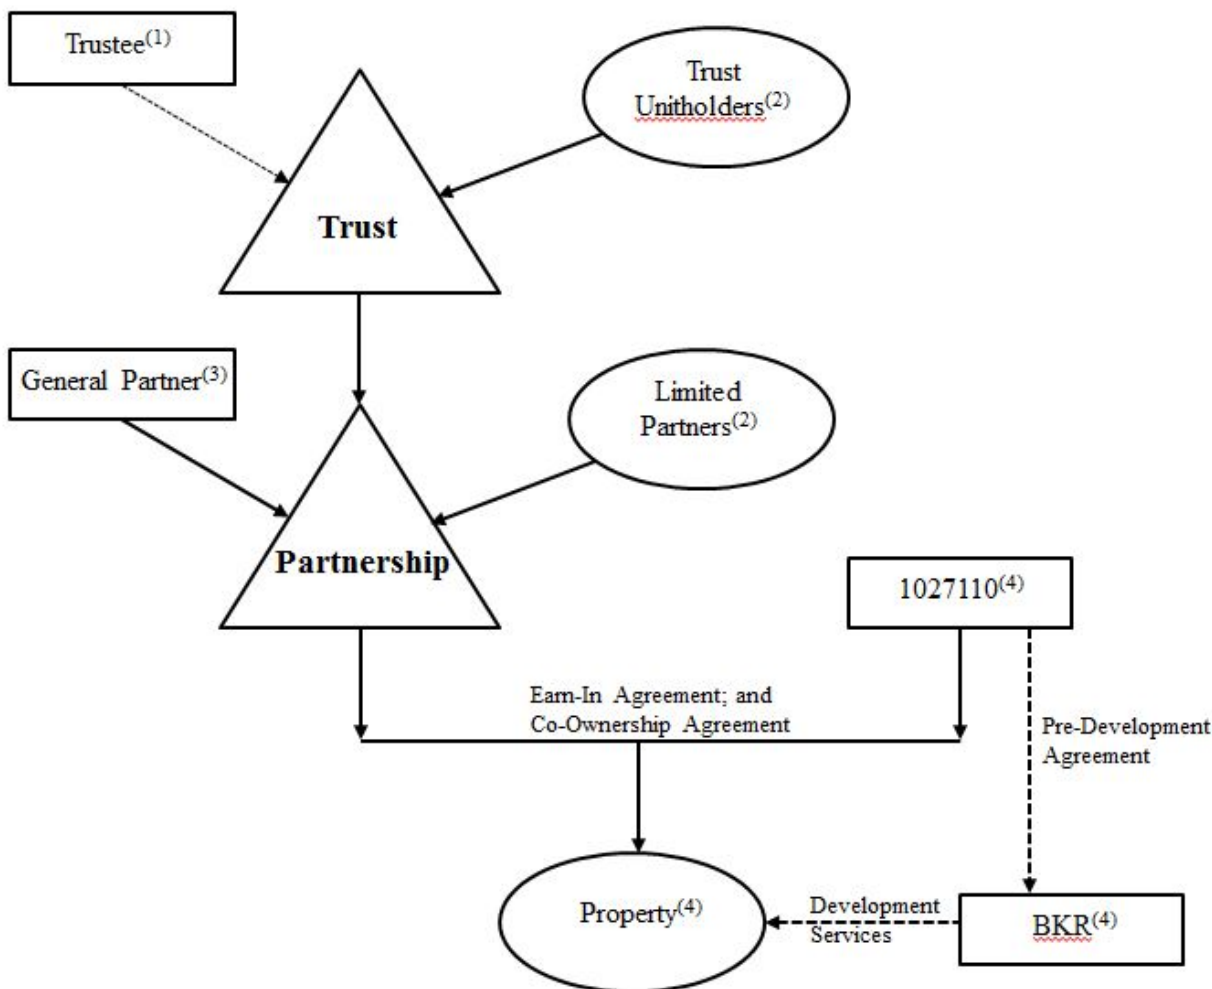 Trustee(1)
Trust
Unitholders(2)
Trust
General Partner(3)
Limited
Partners(2)
Partnership
1027110(4)
Earn-In Agreement; and
Co-Ownership Agreement
Pre-Development
Agreement
Property(4)
Development
Services
BKR(4)